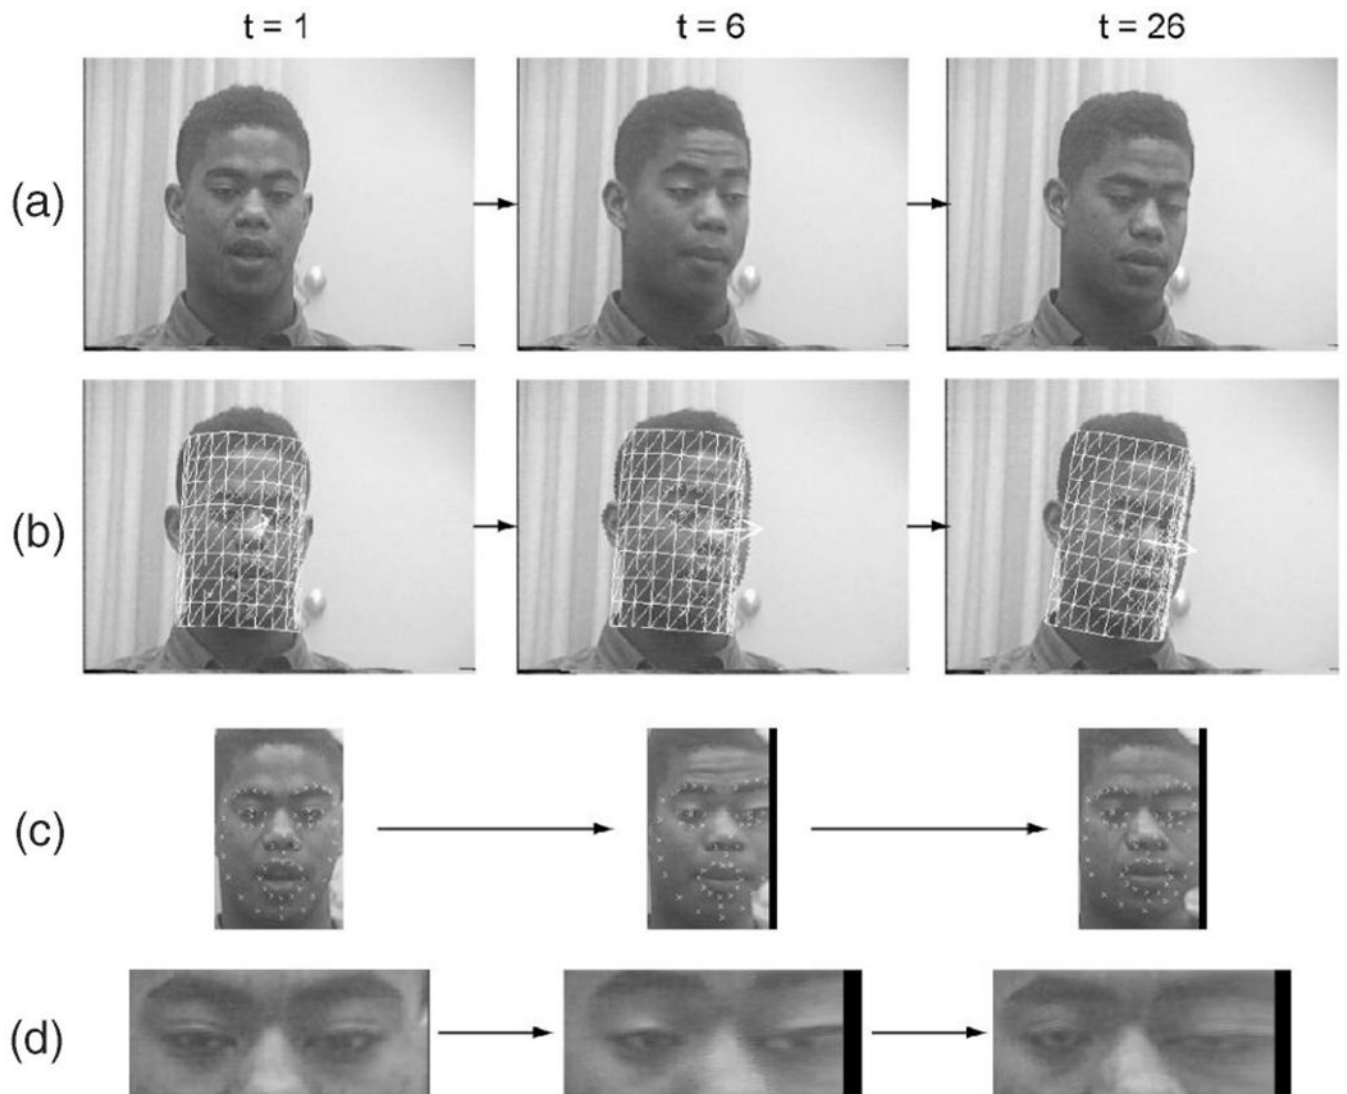 t = 1
t = 6
t = 26
(a)
(b)
(c)
(d)